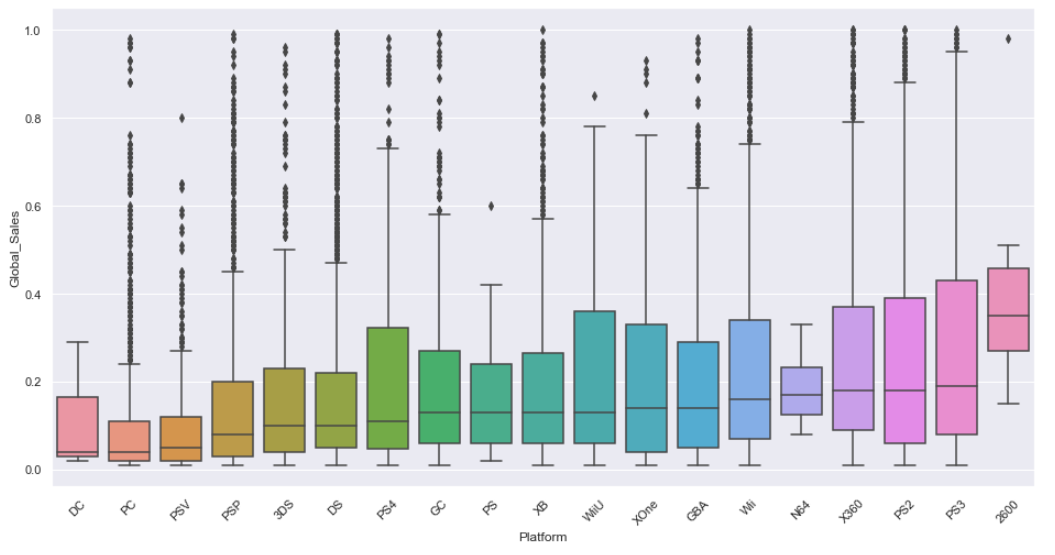 1.0
0.8
0.6
0.4
0.2
0.0
Global_Sales
DC PC PSV PSP 3DS DS PS4 GC PS XB WiiU XOne GBA Wii N64 X360 PS2 PS3 2600
Platform